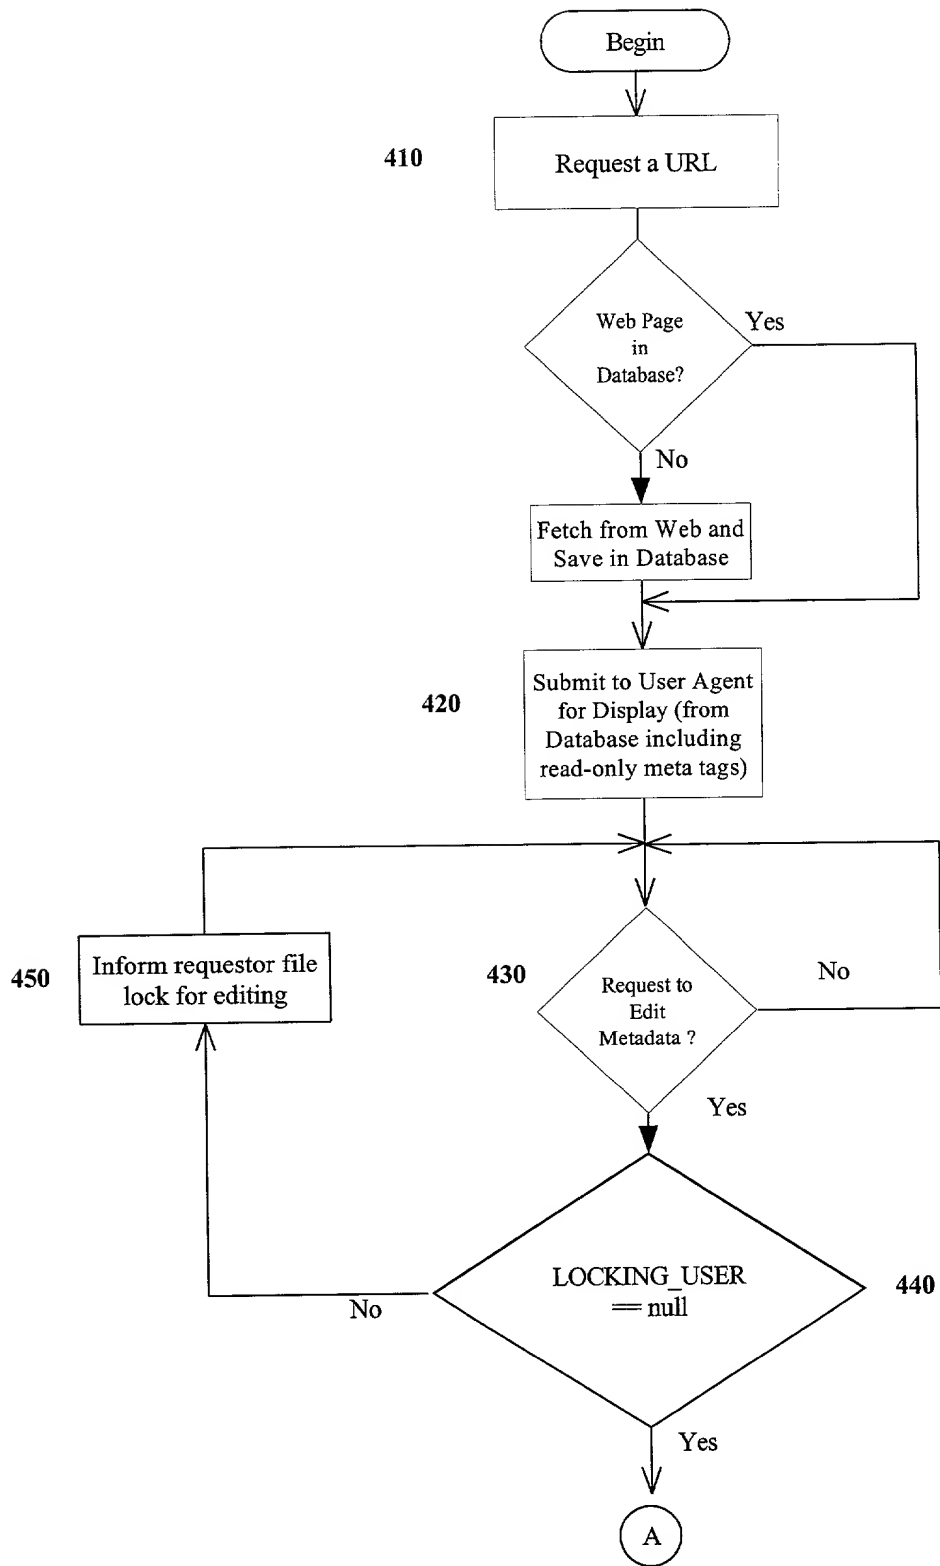 Begin
410
Request a URL
Web Page
in
Database?
Yes
No
Fetch from Web and
Save in Database
420
Submit to User Agent
for Display (from
Database including
read-only meta tags)
450
Inform requestor file
lock for editing
430
Request to
Edit
Metadata ?
No
Yes
LOCKING_USER
== null
440
No
Yes
A